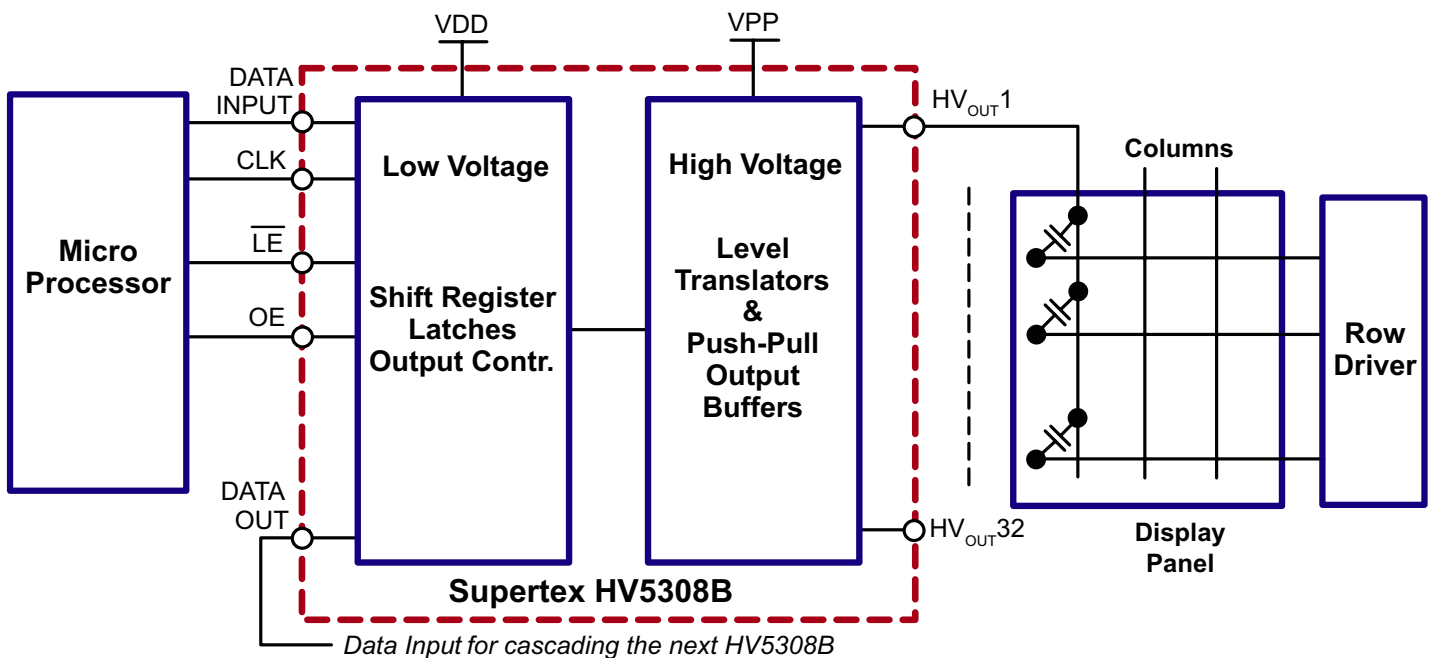 VDD
VPP
DATA
INPUT
CLK
L̅E̅
OE
DATA
OUT
Micro
Processor
Low Voltage
Shift Register
Latches
Output Contr.
High Voltage
Level
Translators
&
Push-Pull
Output
Buffers
HVOUT1
HVOUT32
Columns
Row
Driver
Display
Panel
Supertex HV5308B
Data Input for cascading the next HV5308B